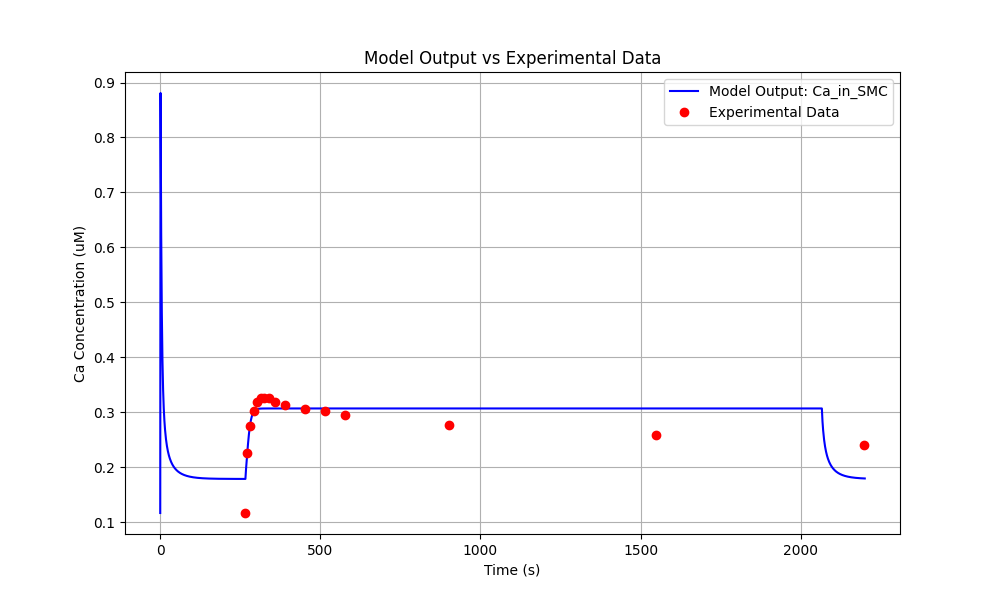 Model Output vs Experimental Data
Model Output: Ca_in_SMC
Experimental Data
Ca Concentration (uM)
0.9
0.8
0.7
0.6
0.5
0.4
0.3
0.2
0.1
0 500 1000 1500 2000
Time (s)